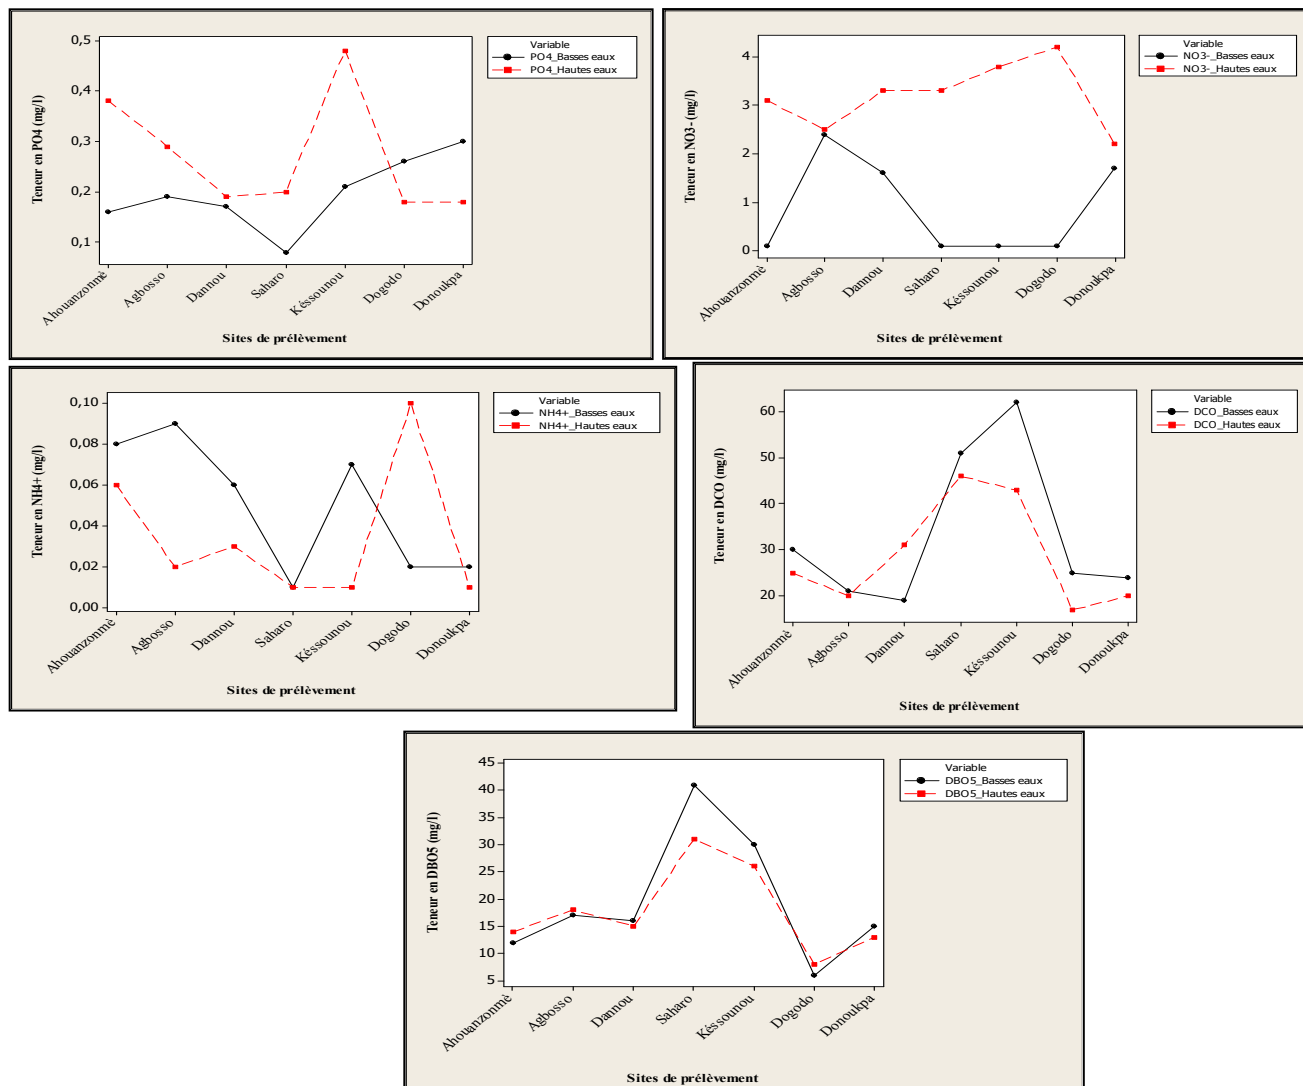 Variable
PO4_Basses eaux
PO4_Hautes eaux
Teneur en PO4 (mg/l)
0,5
0,4
0,3
0,2
0,1
Ahouanzonmè
Agbosso
Dannou
Saharo
Késsounou
Dogodo
Donoukpa
Sites de prélèvement
Variable
NO3-_Basses eaux
NO3-_Hautes eaux
Teneur en NO3- (mg/l)
4
3
2
1
0
Ahouanzonmè
Agbosso
Dannou
Saharo
Késsounou
Dogodo
Donoukpa
Sites de prélèvement
Variable
NH4+_Basses eaux
NH4+_Hautes eaux
Teneur en NH4+ (mg/l)
0,10
0,08
0,06
0,04
0,02
0,00
Ahouanzonmè
Agbosso
Dannou
Saharo
Késsounou
Dogodo
Donoukpa
Sites de prélèvement
Variable
DCO_Basses eaux
DCO_Hautes eaux
Teneur en DCO (mg/l)
60
50
40
30
20
Ahouanzonmè
Agbosso
Dannou
Saharo
Késsounou
Dogodo
Donoukpa
Sites de prélèvement
Variable
DBO5_Basses eaux
DBO5_Hautes eaux
Teneur en DBO5 (mg/l)
45
40
35
30
25
20
15
10
5
Ahouanzonmè
Agbosso
Dannou
Saharo
Késsounou
Dogodo
Donoukpa
Sites de prélèvement